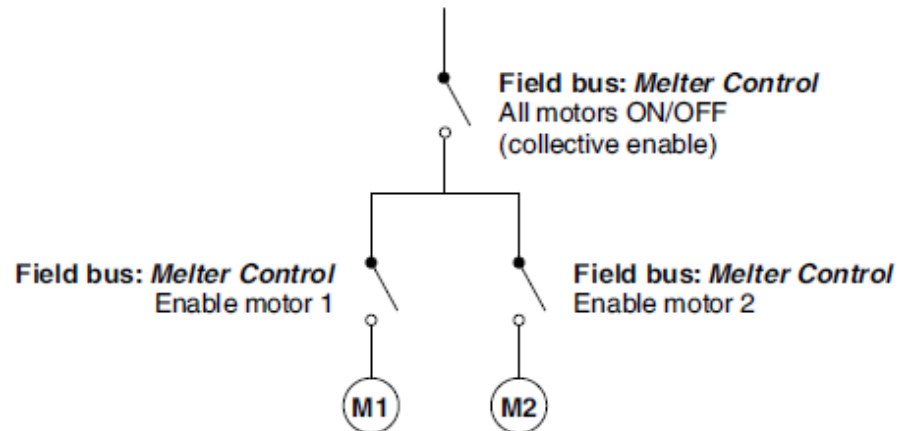 Field bus: Melter Control
All motors ON/OFF
(collective enable)
Field bus: Melter Control
Enable motor 1
Field bus: Melter Control
Enable motor 2
M1
M2